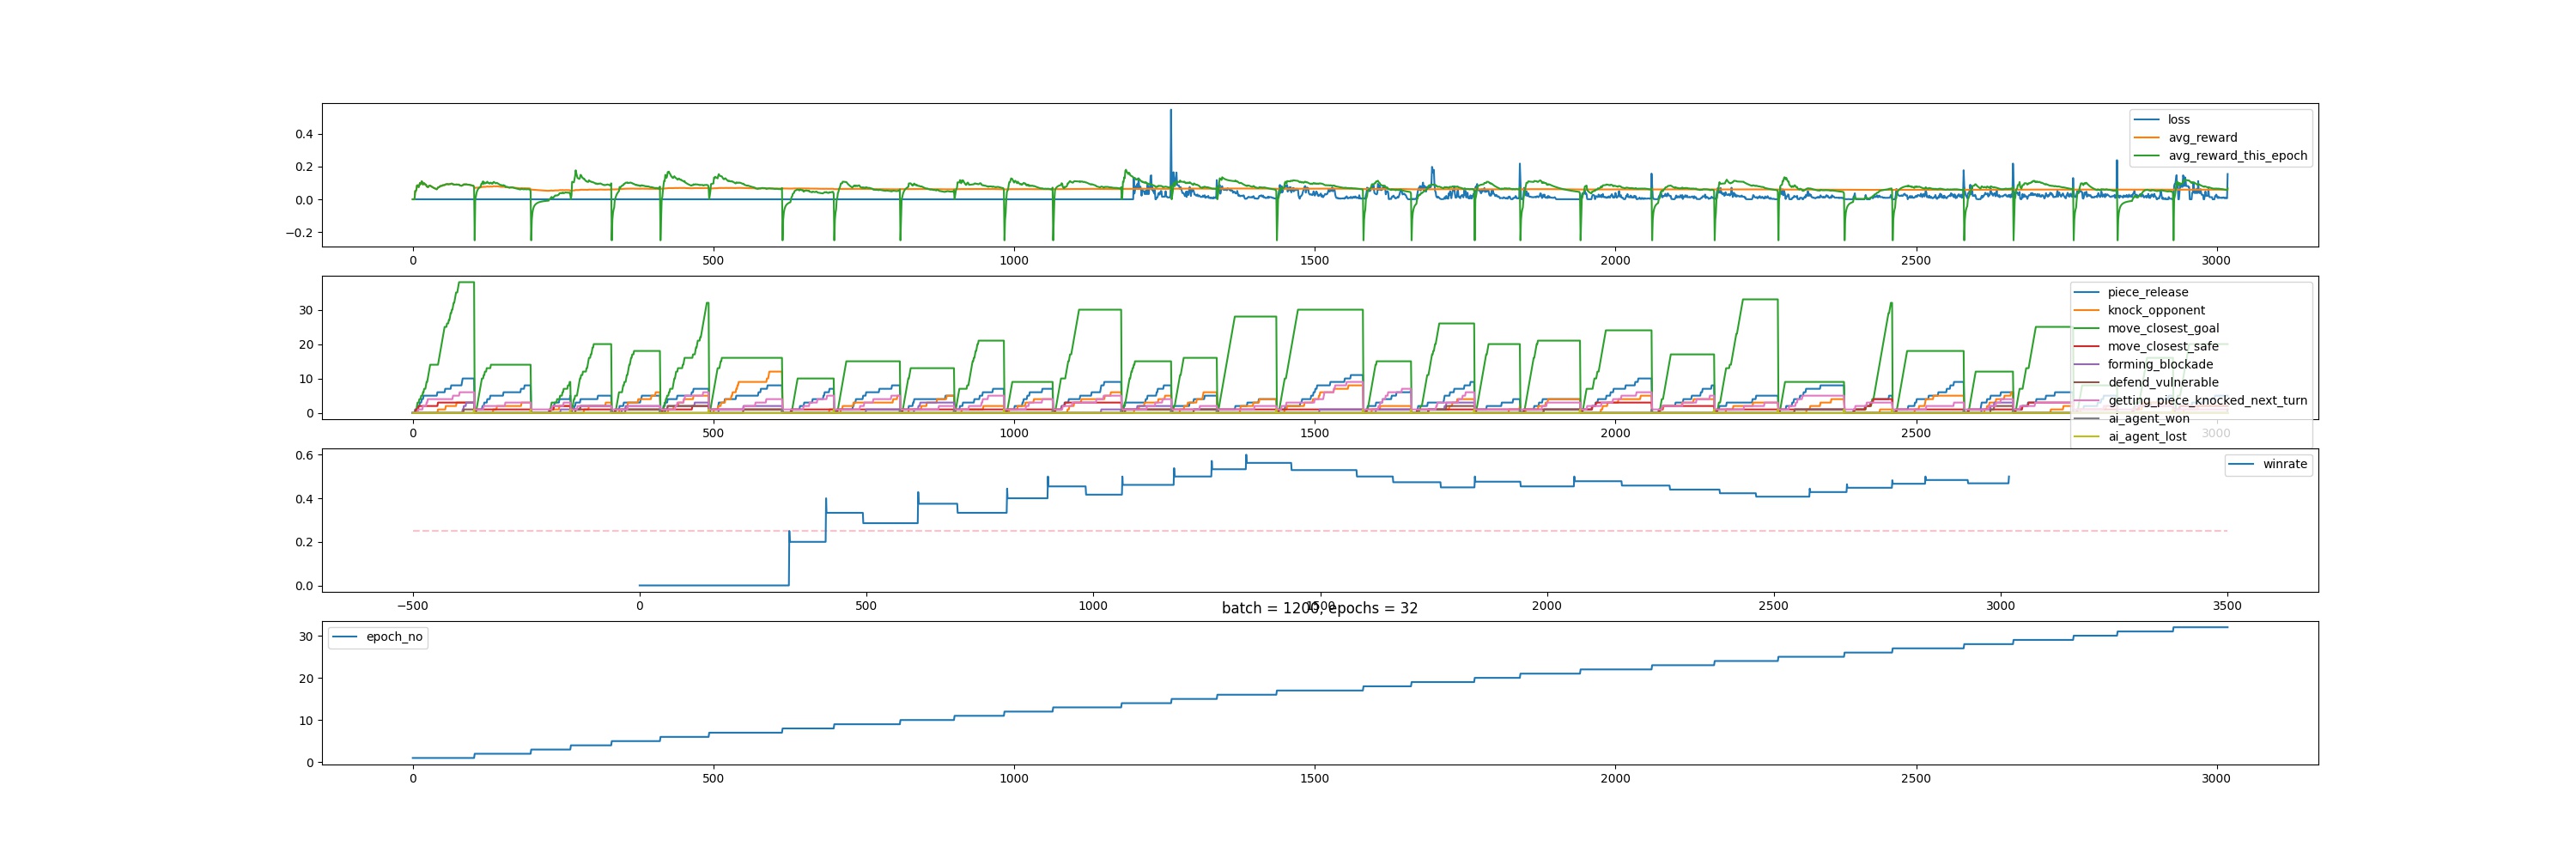 0.4
0.2
0.0
−0.2
loss
avg_reward
avg_reward_this_epoch
0 500 1000 1500 2000 2500 3000
30
20
10
0
piece_release
knock_opponent
move_closest_goal
move_closest_safe
forming_blockade
defend_vulnerable
getting_piece_knocked_next_turn
ai_agent_won
ai_agent_lost
0 500 1000 1500 2000 2500 3000
0.6
0.4
0.2
0.0
winrate
−500 0 500 1000 1500 2000 2500 3000 3500
batch = 1200, epochs = 32
30
20
10
0
epoch_no
0 500 1000 1500 2000 2500 3000